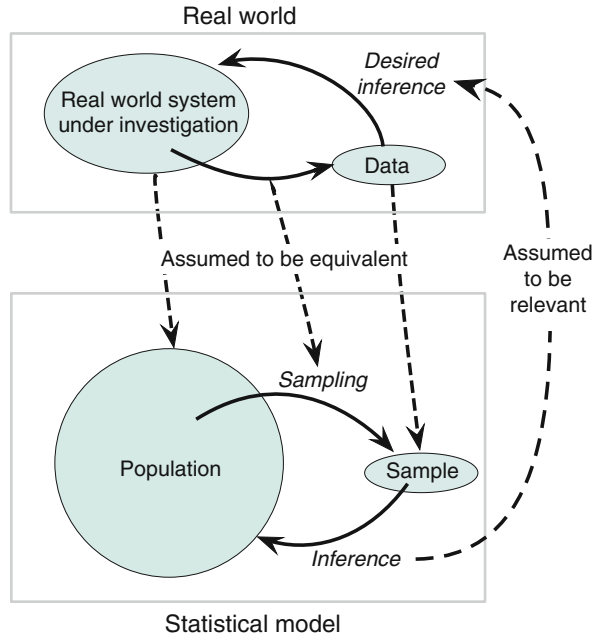 Real world
Desired
inference
Real world system
under investigation
Data
Assumed to be equivalent
Assumed
to be
relevant
Sampling
Population
Sample
Inference
Statistical model